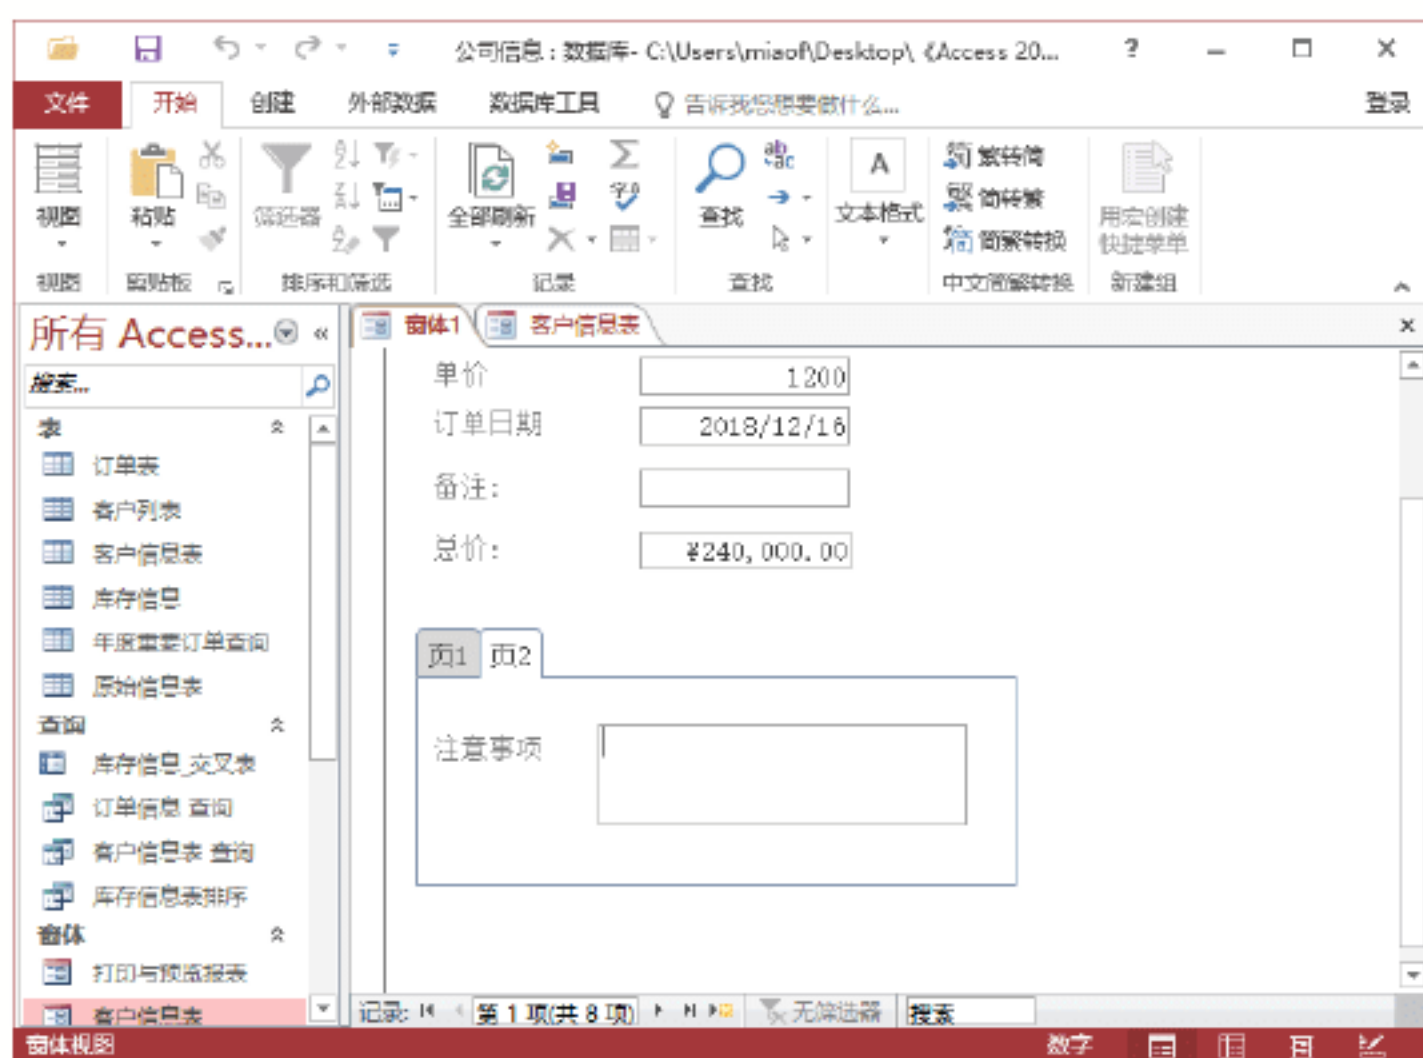 公司信息 : 数据库- C:\Users\miaof\Desktop\《Access 20... ?
文件 开始 创建 外部数据 数据库工具 告诉我您想要做什么... 登录
视图 粘贴 筛选器 全部刷新 查找 文本格式 繁转简 简转繁 简繁转换 用宏创建快捷菜单
视图 剪贴板 排序和筛选 记录 查找 中文简繁转换 新建组
所有 Access... «
窗体1 客户信息表
搜索...
表
订单表
客户列表
客户信息表
库存信息
年度重要订单查询
原始信息表
查询
库存信息_交叉表
订单信息 查询
客户信息表 查询
库存信息表排序
窗体
打印与预览报表
客户信息表
单价 1200
订单日期 2018/12/16
备注:
总价: ¥240,000.00
页1 页2
注意事项
记录: 第 1 项(共 8 项) 无筛选器 搜索
窗体视图 数字